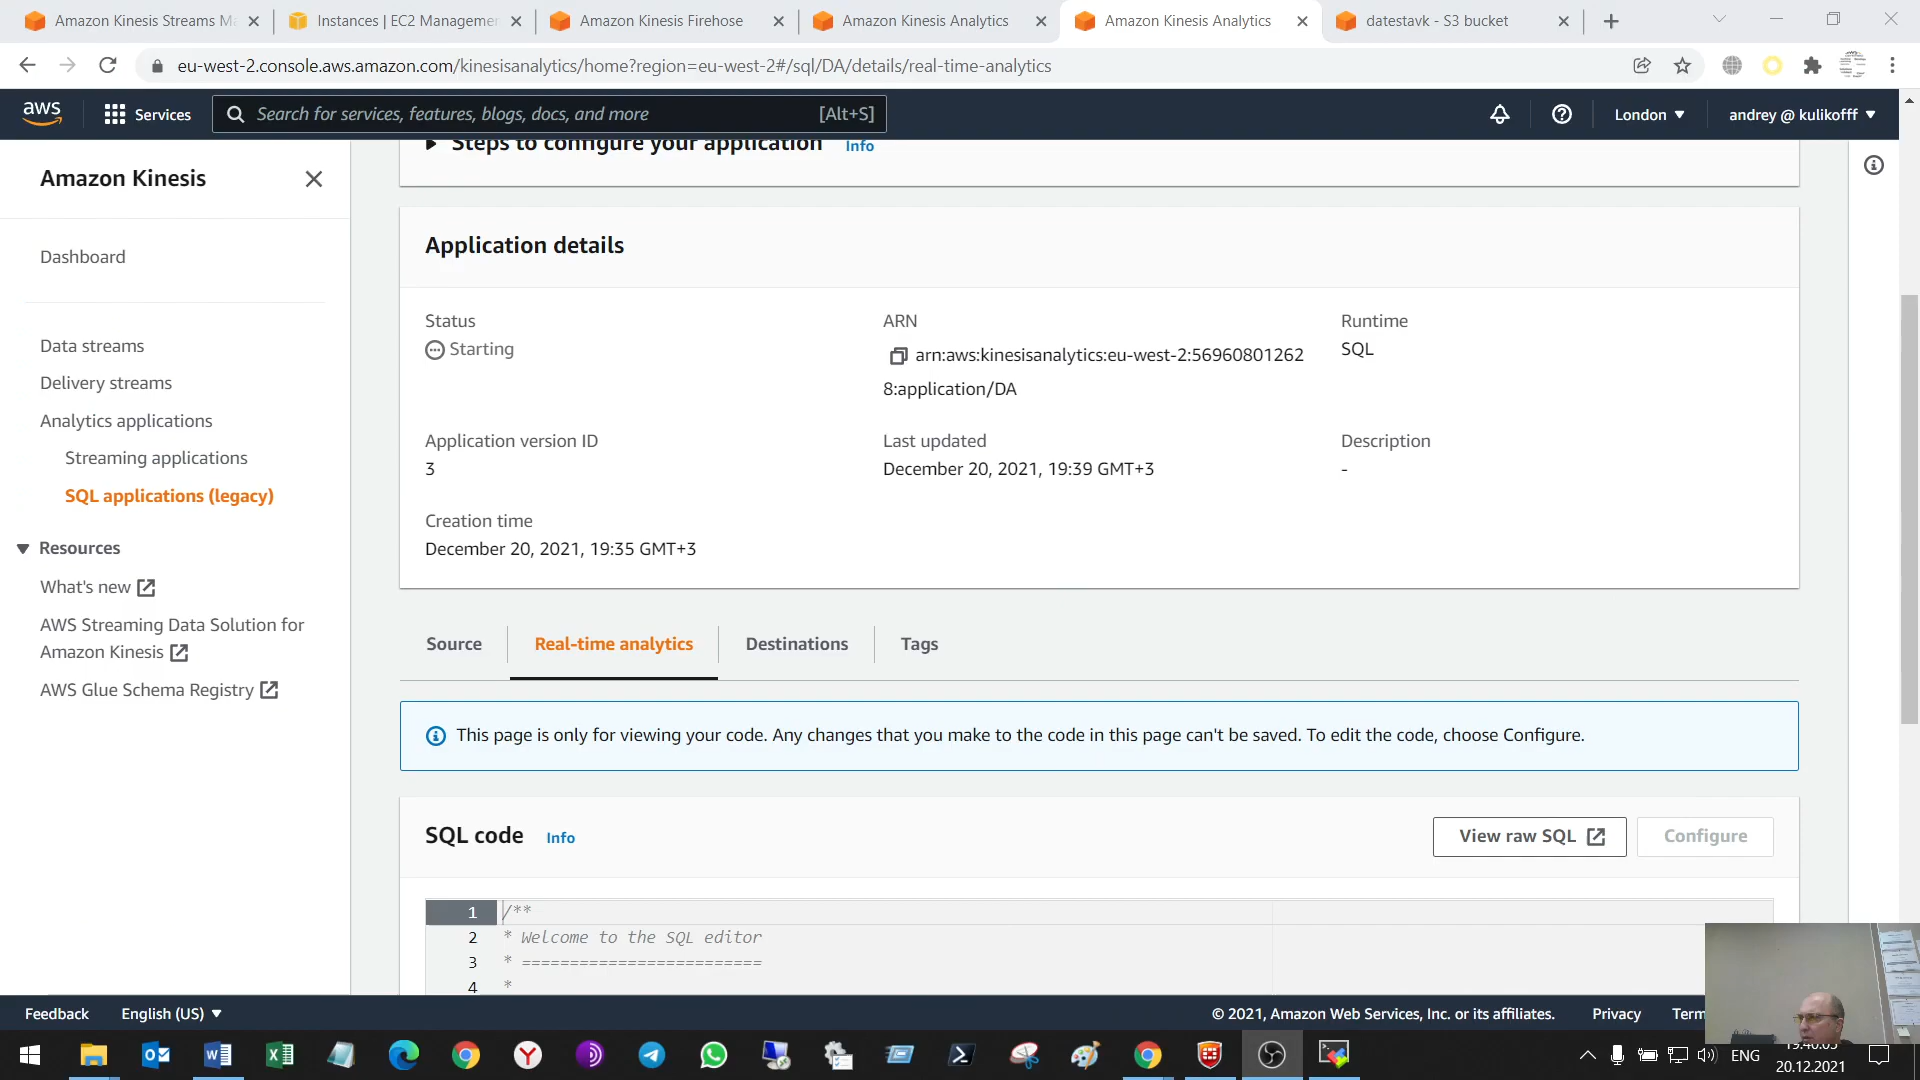 Amazon Kinesis Streams Ma
Instances | EC2 Managemen
Amazon Kinesis Firehose
Amazon Kinesis Analytics
Amazon Kinesis Analytics
datestavk - S3 bucket
eu-west-2.console.aws.amazon.com/kinesisanalytics/home?region=eu-west-2#/sql/DA/details/real-time-analytics
aws
Services
Search for services, features, blogs, docs, and more
[Alt+S]
London
andrey @ kulikofff
Amazon Kinesis
Dashboard
Data streams
Delivery streams
Analytics applications
Streaming applications
SQL applications (legacy)
Resources
What's new
AWS Streaming Data Solution for
Amazon Kinesis
AWS Glue Schema Registry
Steps to configure your application
Info
Application details
Status
Starting
ARN
arn:aws:kinesisanalytics:eu-west-2:56960801262
8:application/DA
Runtime
SQL
Application version ID
3
Last updated
December 20, 2021, 19:39 GMT+3
Description
-
Creation time
December 20, 2021, 19:35 GMT+3
Source
Real-time analytics
Destinations
Tags
This page is only for viewing your code. Any changes that you make to the code in this page can't be saved. To edit the code, choose Configure.
SQL code
Info
View raw SQL
Configure
1 /**
2 * Welcome to the SQL editor
3 * =========================
4 *
Feedback
English (US)
© 2021, Amazon Web Services, Inc. or its affiliates.
Privacy
Term
ENG
20.12.2021